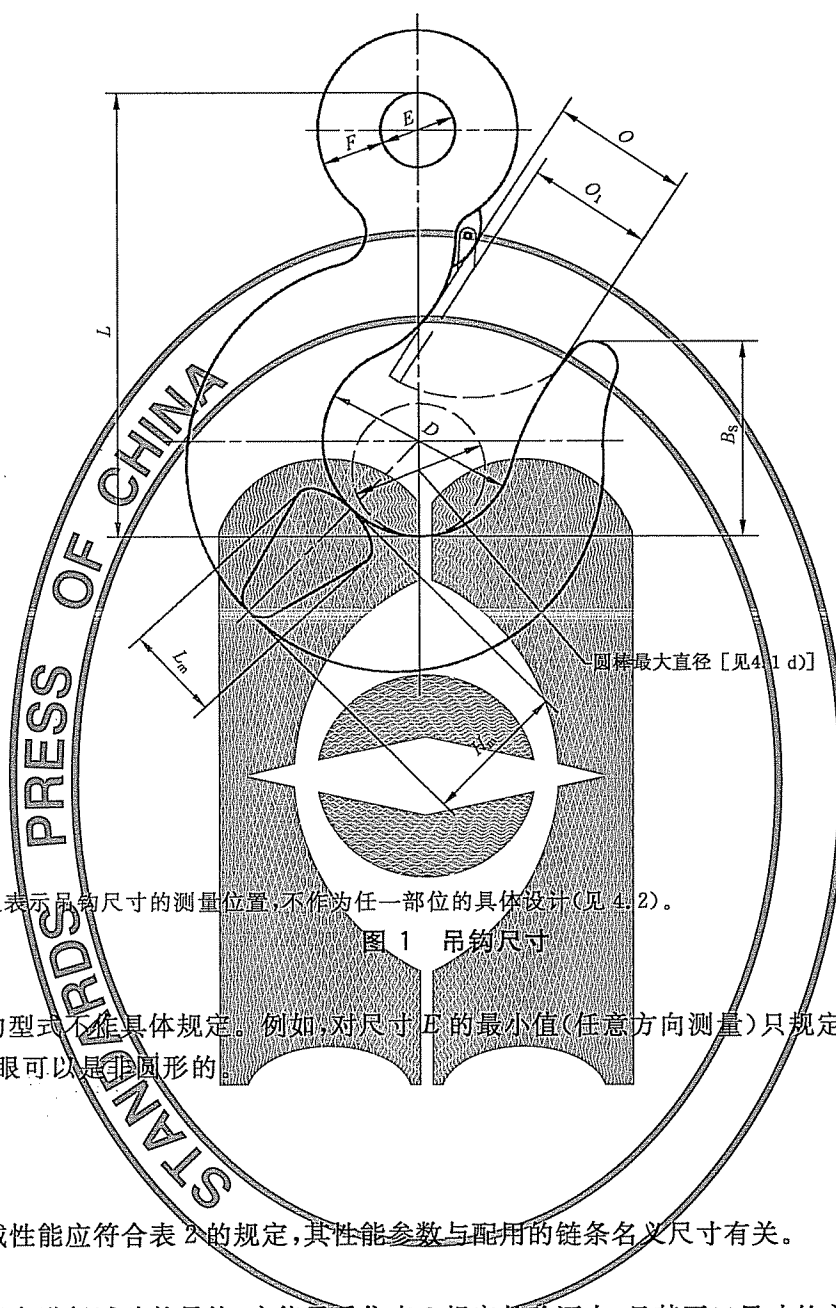 E
F
O
O₁
L
D
Bs
Lm
圆棒最大直径［见4.1 d)］
表示吊钩尺寸的测量位置,不作为任一部位的具体设计(见 4.2)。
图 1 吊钩尺寸
型式不作具体规定。例如,对尺寸 E 的最小值(任意方向测量)只规定
眼可以是非圆形的。
性能应符合表 2 的规定,其性能参数与配用的链条名义尺寸有关。
STANDARDS PRESS OF CHINA